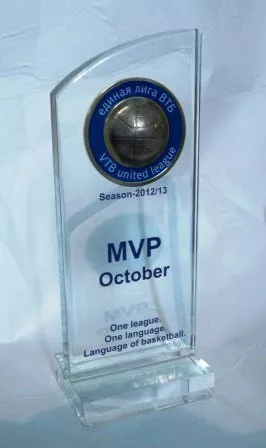 единая лига ВТБ
VTB united league
Season-2012/13
MVP
October
One league.
One language.
Language of basketball.